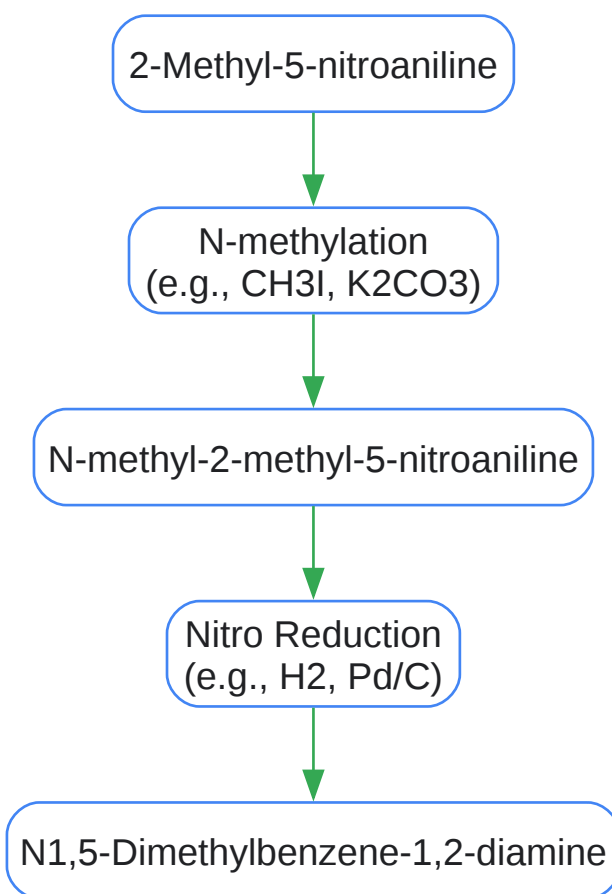 2-Methyl-5-nitroaniline
N-methylation
(e.g., CH3I, K2CO3)
N-methyl-2-methyl-5-nitroaniline
Nitro Reduction
(e.g., H2, Pd/C)
N1,5-Dimethylbenzene-1,2-diamine